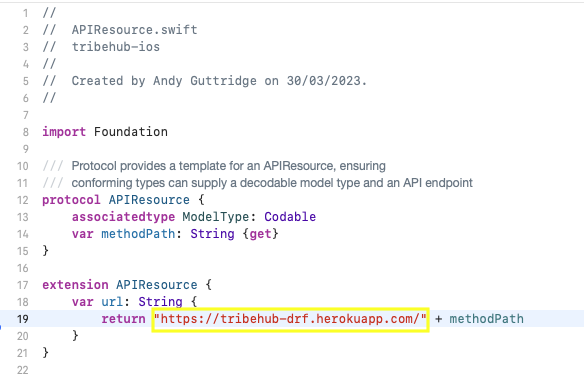 1 //
2 //  APIResource.swift
3 //  tribehub-ios
4 //
5 //  Created by Andy Guttridge on 30/03/2023.
6 //
7
8 import Foundation
9
10 /// Protocol provides a template for an APIResource, ensuring
11 /// conforming types can supply a decodable model type and an API endpoint
12 protocol APIResource {
13     associatedtype ModelType: Codable
14     var methodPath: String {get}
15 }
16
17 extension APIResource {
18     var url: String {
19         return "https://tribehub-drf.herokuapp.com/" + methodPath
20     }
21 }
22